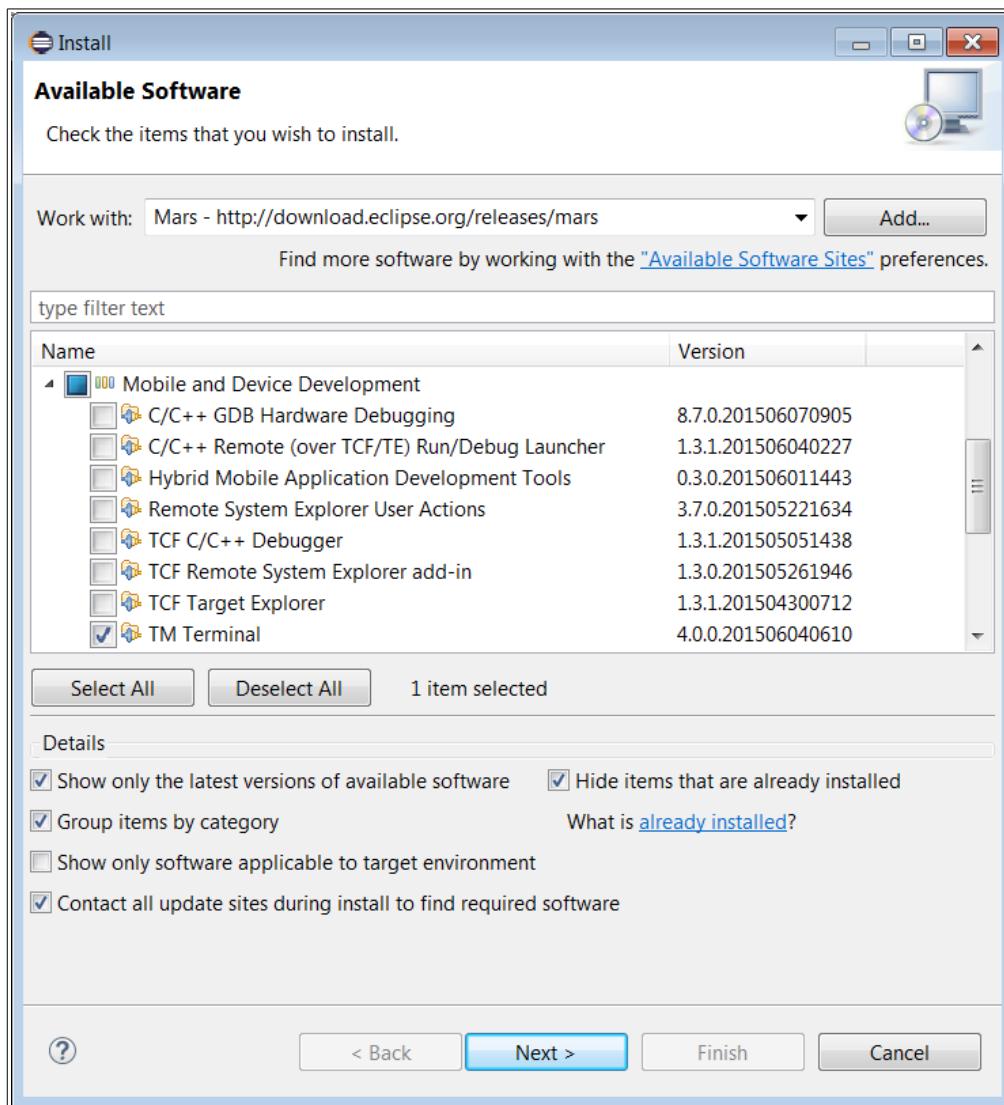 Install
Available Software
Check the items that you wish to install.
Work with: Mars - http://download.eclipse.org/releases/mars Add...
Find more software by working with the "Available Software Sites" preferences.
type filter text
Name Version
Mobile and Device Development
C/C++ GDB Hardware Debugging 8.7.0.201506070905
C/C++ Remote (over TCF/TE) Run/Debug Launcher 1.3.1.201506040227
Hybrid Mobile Application Development Tools 0.3.0.201506011443
Remote System Explorer User Actions 3.7.0.201505221634
TCF C/C++ Debugger 1.3.1.201505051438
TCF Remote System Explorer add-in 1.3.0.201505261946
TCF Target Explorer 1.3.1.201504300712
TM Terminal 4.0.0.201506040610
Select All Deselect All 1 item selected
Details
Show only the latest versions of available software Hide items that are already installed
Group items by category What is already installed?
Show only software applicable to target environment
Contact all update sites during install to find required software
? < Back Next > Finish Cancel